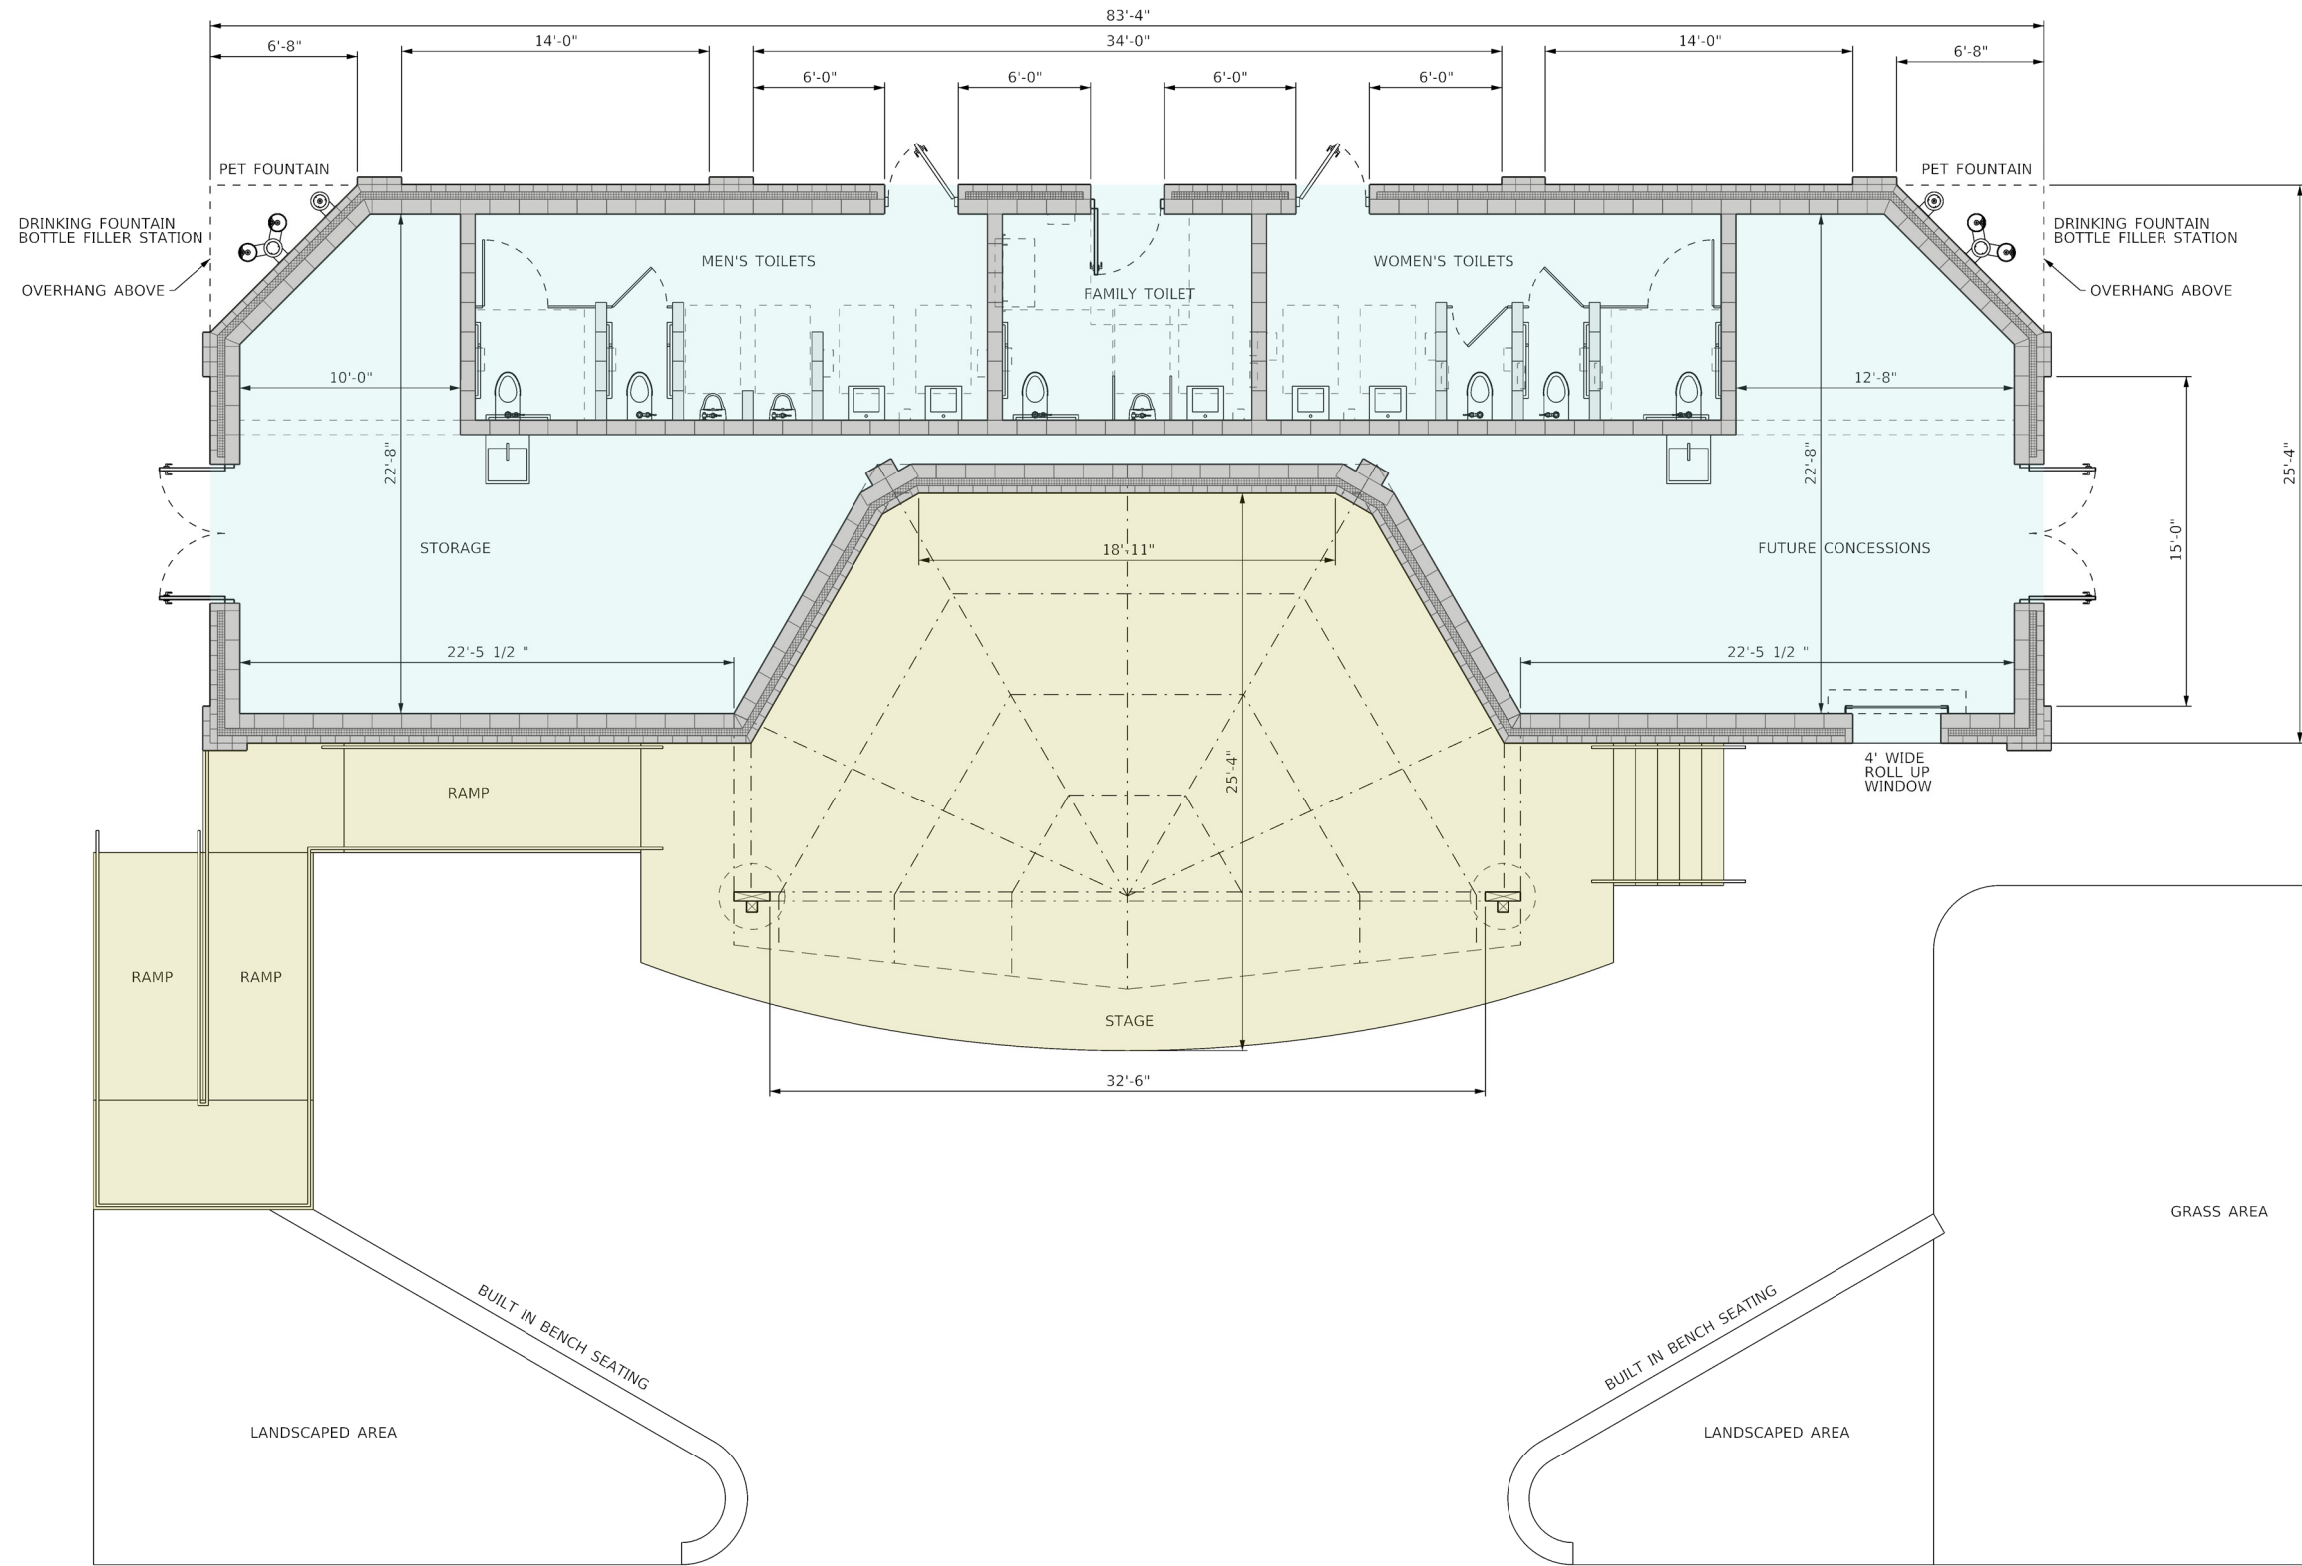 83'-4"
6'-8"
14'-0"
34'-0"
14'-0"
6'-8"
6'-0"
6'-0"
6'-0"
6'-0"
PET FOUNTAIN
PET FOUNTAIN
DRINKING FOUNTAIN
BOTTLE FILLER STATION
DRINKING FOUNTAIN
BOTTLE FILLER STATION
OVERHANG ABOVE
OVERHANG ABOVE
MEN'S TOILETS
WOMEN'S TOILETS
FAMILY TOILET
10'-0"
12'-8"
22'-8"
22'-8"
25'-4"
15'-0"
STORAGE
18'-11"
FUTURE CONCESSIONS
22'-5 1/2 "
22'-5 1/2 "
25'-4"
4' WIDE
ROLL UP
WINDOW
RAMP
RAMP
RAMP
STAGE
32'-6"
GRASS AREA
BUILT IN BENCH SEATING
BUILT IN BENCH SEATING
LANDSCAPED AREA
LANDSCAPED AREA